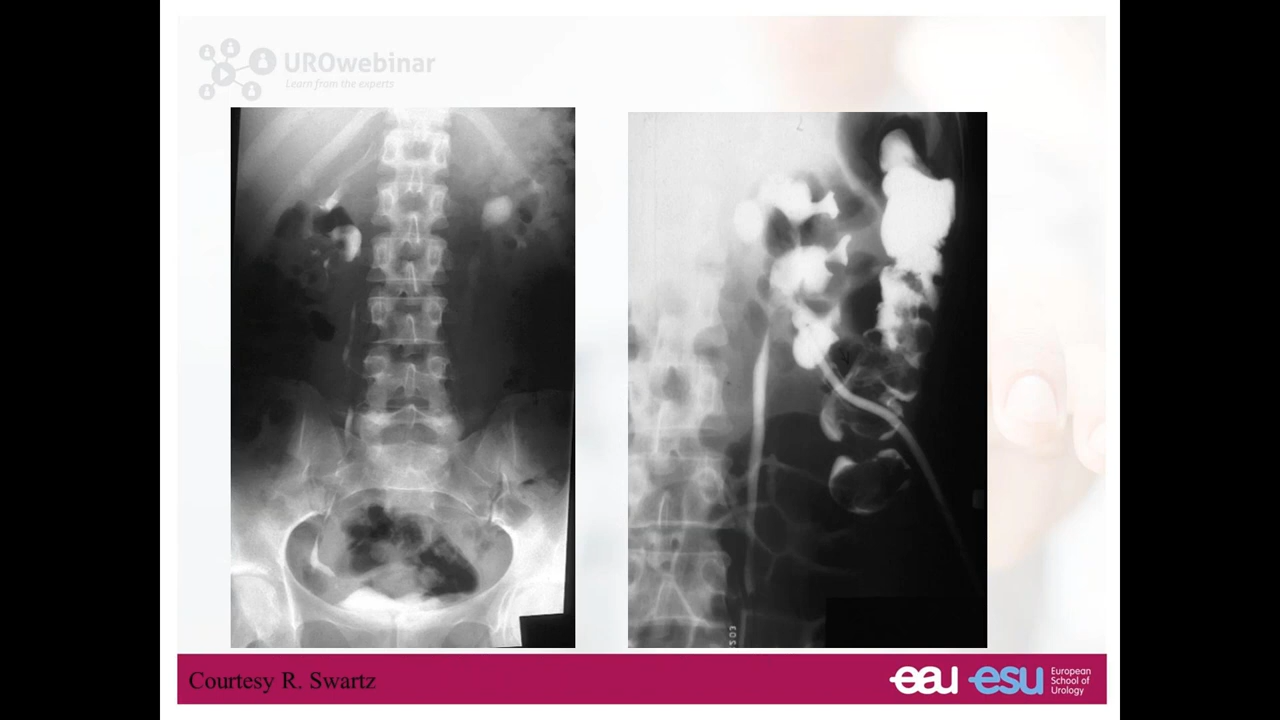 UROwebinar
Learn from the experts
Courtesy R. Swartz
eau esu European
School of
Urology